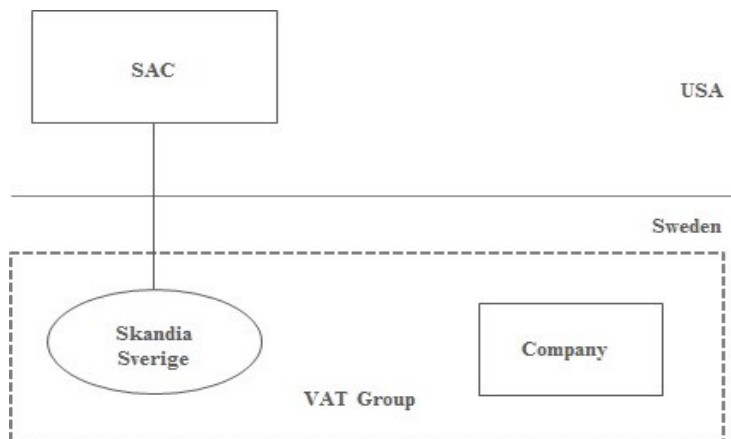 SAC
USA
Sweden
Skandia
Sverige
Company
VAT Group